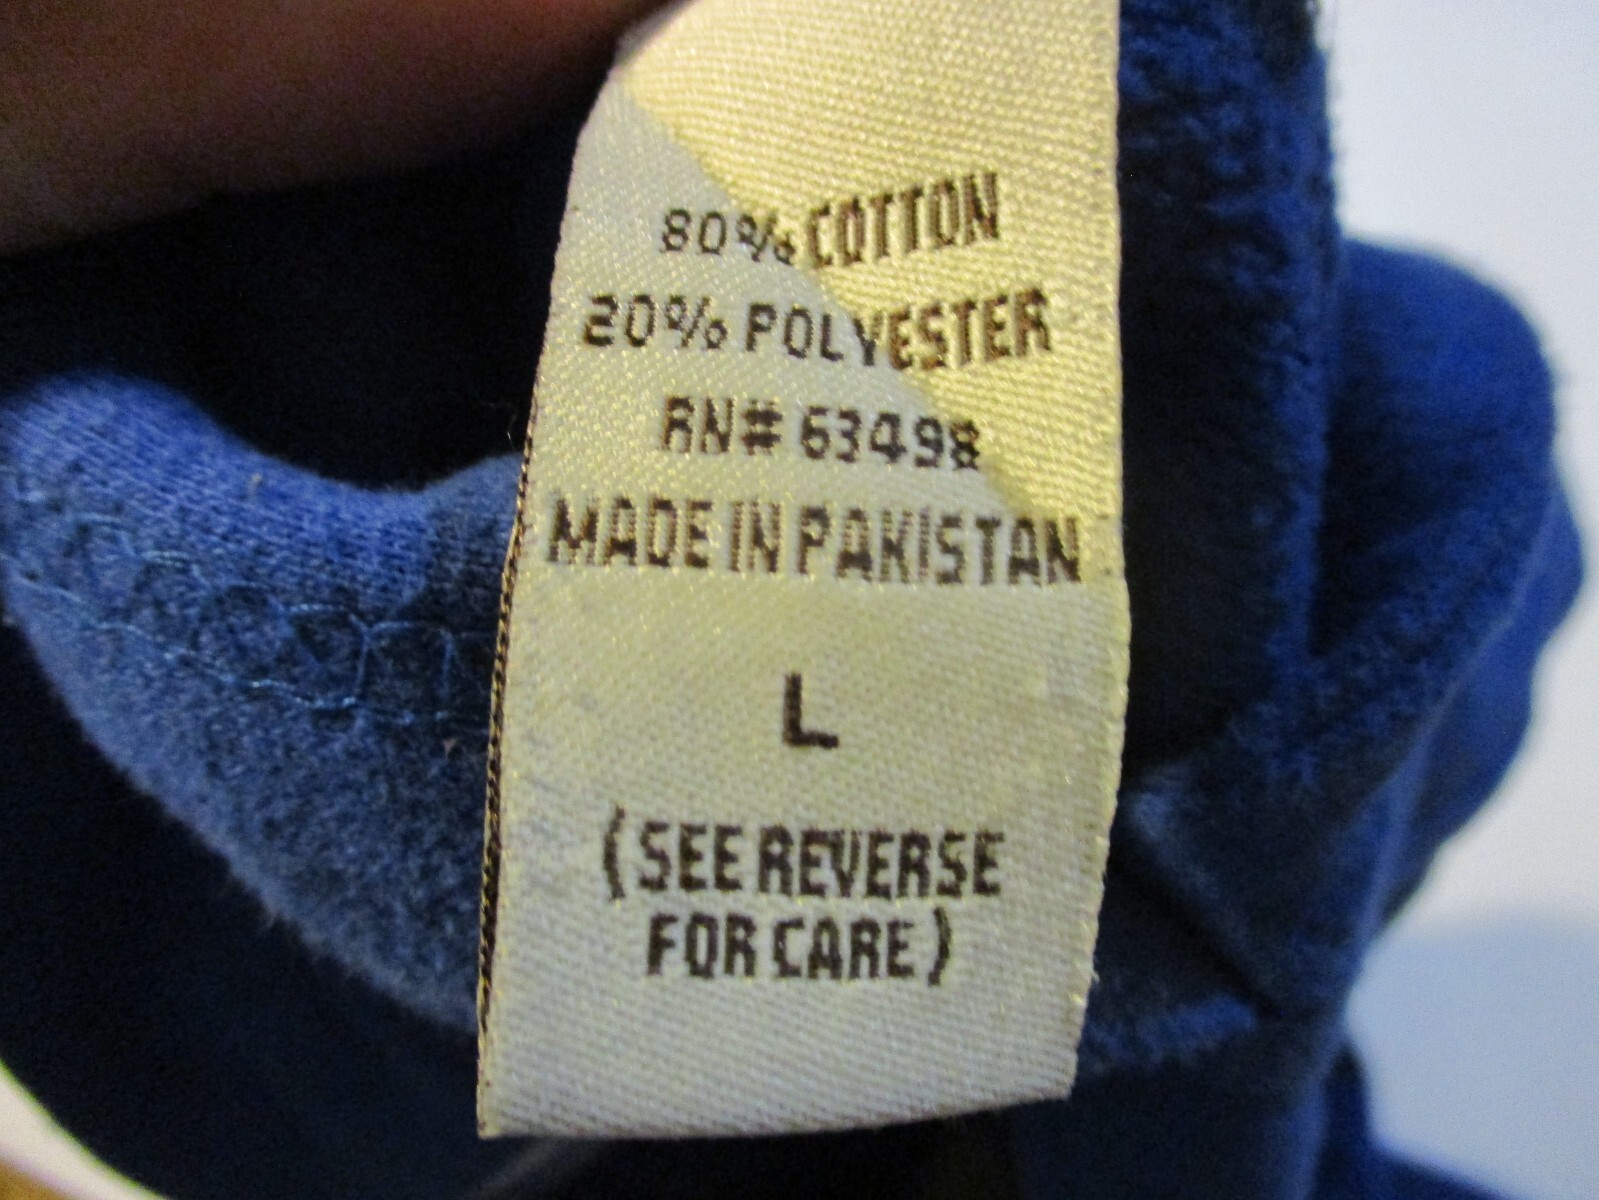 80% COTTON
20% POLYESTER
RN# 63498
MADE IN PAKISTAN
L
(SEE REVERSE
FOR CARE)